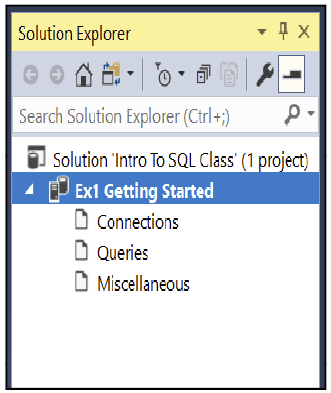 Solution Explorer
Search Solution Explorer (Ctrl+;)
Solution 'Intro To SQL Class' (1 project)
Ex1 Getting Started
Connections
Queries
Miscellaneous